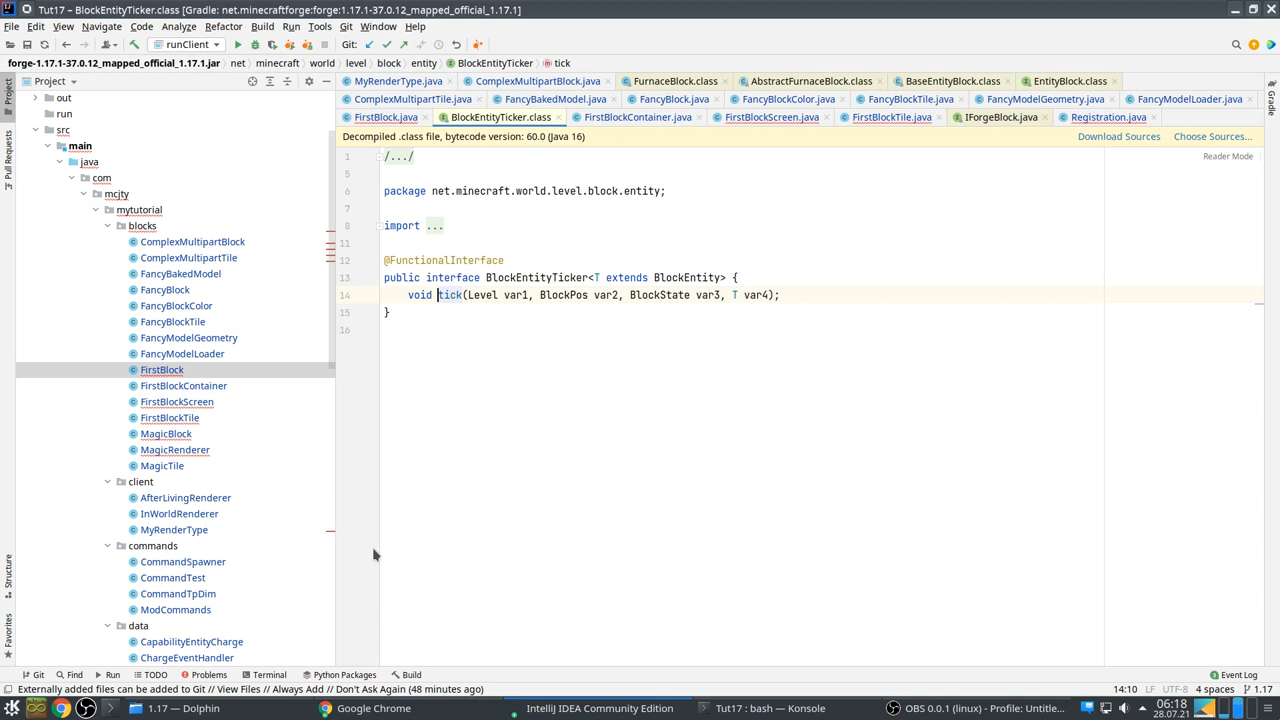 Tut17 – BlockEntityTicker.class [Gradle: net.minecraftforge:forge:1.17.1-37.0.12_mapped_official_1.17.1]
File Edit View Navigate Code Analyze Refactor Build Run Tools Git Window Help
runClient Git:
forge-1.17.1-37.0.12_mapped_official_1.17.1.jar net minecraft world level block entity BlockEntityTicker tick
Project
MyRenderType.java ComplexMultipartBlock.java FurnaceBlock.class AbstractFurnaceBlock.class BaseEntityBlock.class EntityBlock.class
ComplexMultipartTile.java FancyBakedModel.java FancyBlock.java FancyBlockColor.java FancyBlockTile.java FancyModelGeometry.java FancyModelLoader.java
FirstBlock.java BlockEntityTicker.class FirstBlockContainer.java FirstBlockScreen.java FirstBlockTile.java IForgeBlock.java Registration.java
Decompiled .class file, bytecode version: 60.0 (Java 16) Download Sources Choose Sources...
Reader Mode
1 /.../
5
6 package net.minecraft.world.level.block.entity;
7
8 import ...
11
12 @FunctionalInterface
13 public interface BlockEntityTicker<T extends BlockEntity> {
14 void tick(Level var1, BlockPos var2, BlockState var3, T var4);
15 }
16
Project
Pull Requests
Structure
Favorites
out
run
src
main
java
com
mcjty
mytutorial
blocks
ComplexMultipartBlock
ComplexMultipartTile
FancyBakedModel
FancyBlock
FancyBlockColor
FancyBlockTile
FancyModelGeometry
FancyModelLoader
FirstBlock
FirstBlockContainer
FirstBlockScreen
FirstBlockTile
MagicBlock
MagicRenderer
MagicTile
client
AfterLivingRenderer
InWorldRenderer
MyRenderType
commands
CommandSpawner
CommandTest
CommandTpDim
ModCommands
data
CapabilityEntityCharge
ChargeEventHandler
Gradle
Git Find Run TODO Problems Terminal Python Packages Build Event Log
Externally added files can be added to Git // View Files // Always Add // Don't Ask Again (48 minutes ago) 14:10 LF UTF-8 4 spaces 1.17
1.17 — Dolphin Google Chrome IntelliJ IDEA Community Edition Tut17 : bash — Konsole OBS 0.0.1 (linux) - Profile: Untitle... 06:18
28.07.21